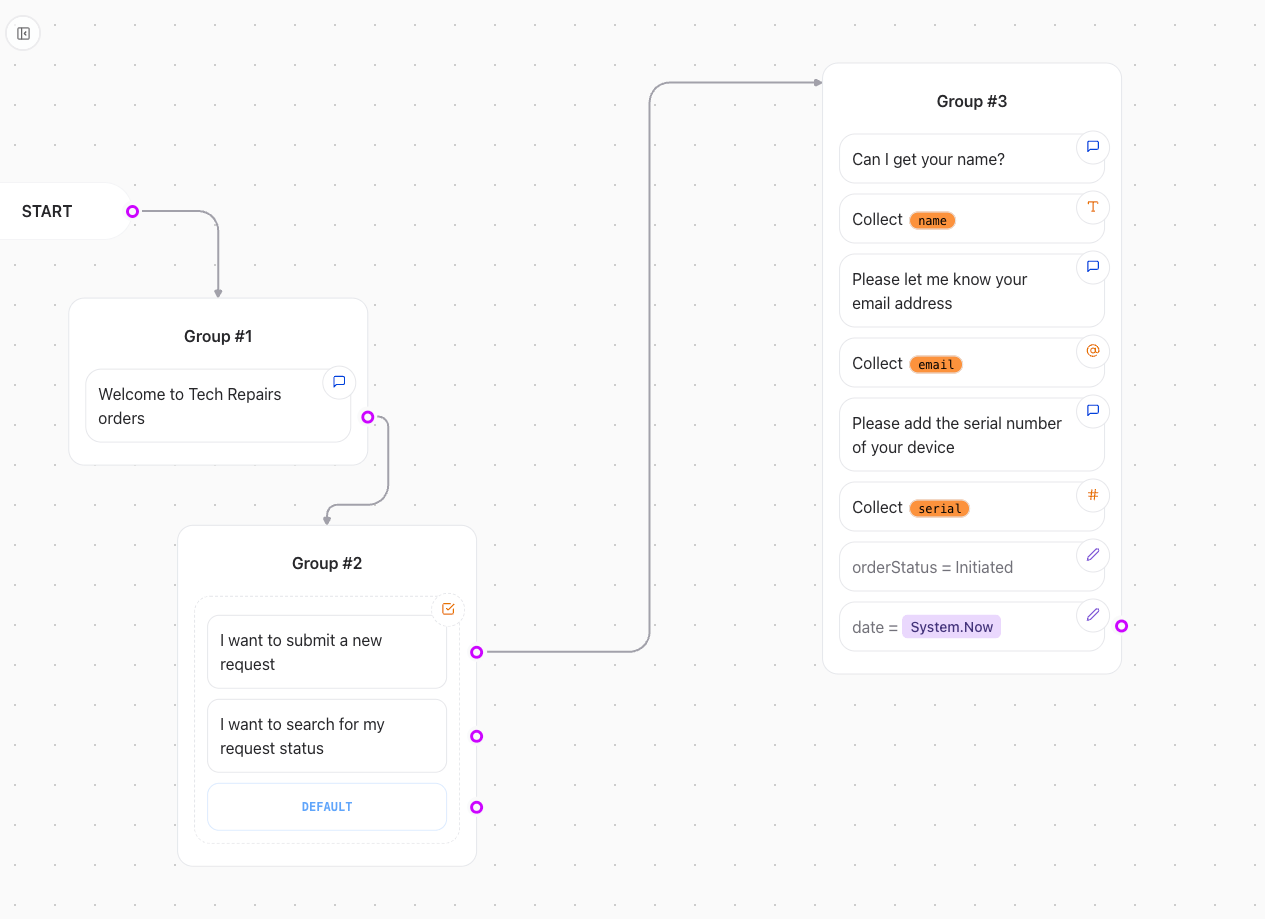 START
Group #1
Welcome to Tech Repairs
orders
Group #2
I want to submit a new
request
I want to search for my
request status
DEFAULT
Group #3
Can I get your name?
Collect name
Please let me know your
email address
Collect email
Please add the serial number
of your device
Collect serial
orderStatus = Initiated
date = System.Now